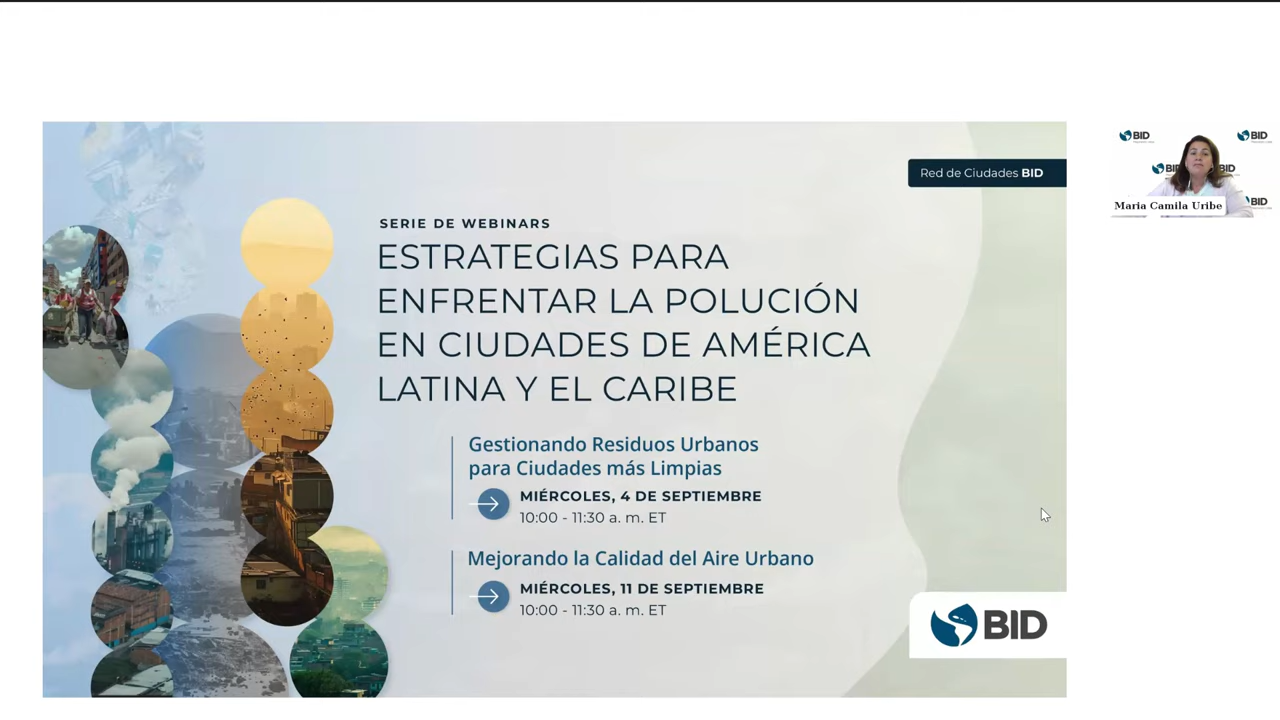 Red de Ciudades BID
SERIE DE WEBINARS
ESTRATEGIAS PARA
ENFRENTAR LA POLUCIÓN
EN CIUDADES DE AMÉRICA
LATINA Y EL CARIBE
Gestionando Residuos Urbanos
para Ciudades más Limpias
MIÉRCOLES, 4 DE SEPTIEMBRE
10:00 - 11:30 a. m. ET
Mejorando la Calidad del Aire Urbano
MIÉRCOLES, 11 DE SEPTIEMBRE
10:00 - 11:30 a. m. ET
BID
BID
BID
BID
BID
BID
Maria Camila Uribe